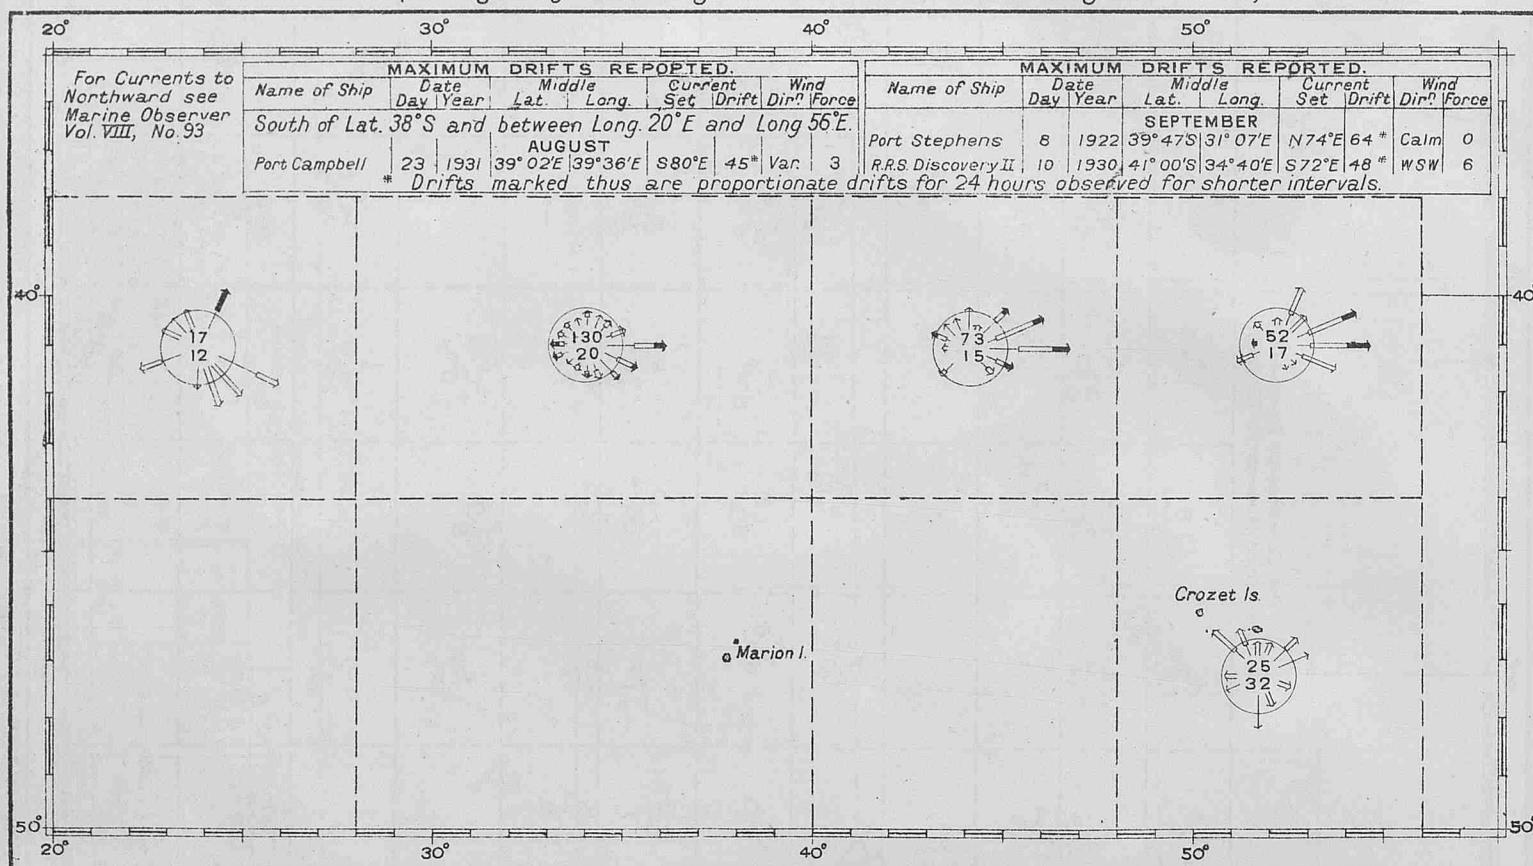 20° 30° 40° 50°
For Currents to
Northward see
Marine Observer
Vol. VIII, No. 93
MAXIMUM DRIFTS REPORTED.
Name of Ship Date Middle Current Wind
Day Year Lat. Long. Set Drift Dirn. Force
South of Lat. 38°S and between Long. 20°E and Long 56°E.
AUGUST
Port Campbell 23 1931 39° 02'E 39°36'E S80°E 45* Var. 3
MAXIMUM DRIFTS REPORTED.
Name of Ship Date Middle Current Wind
Day Year Lat. Long. Set Drift Dirn. Force
SEPTEMBER
Port Stephens 8 1922 39°47'S 31°07'E N74°E 64* Calm 0
R.R.S. Discovery II 10 1930 41°00'S 34°40'E S72°E 48* WSW 6
* Drifts marked thus are proportionate drifts for 24 hours observed for shorter intervals.
40° 40°
17
12
130
20
73
15
52
17
Crozet Is.
Marion I.
25
32
50° 50°
20° 30° 40° 50°